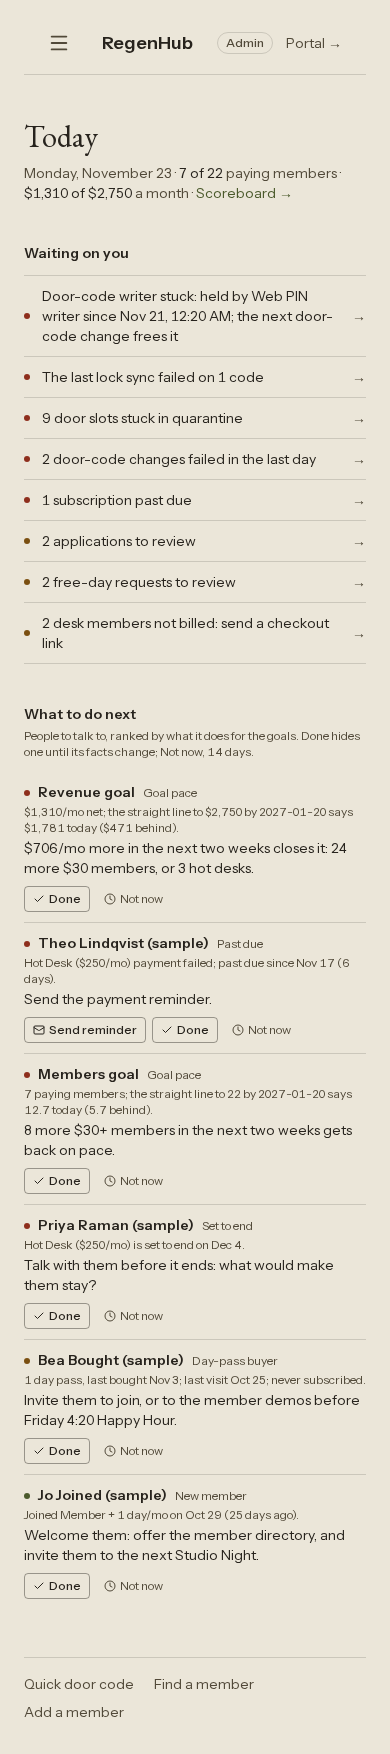 RegenHub Admin Portal →
Today
Monday, November 23 · 7 of 22 paying members ·
$1,310 of $2,750 a month · Scoreboard →
Waiting on you
Door-code writer stuck: held by Web PIN
writer since Nov 21, 12:20 AM; the next door-
code change frees it →
The last lock sync failed on 1 code →
9 door slots stuck in quarantine →
2 door-code changes failed in the last day →
1 subscription past due →
2 applications to review →
2 free-day requests to review →
2 desk members not billed: send a checkout
link →
What to do next
People to talk to, ranked by what it does for the goals. Done hides
one until its facts change; Not now, 14 days.
Revenue goal Goal pace
$1,310/mo net; the straight line to $2,750 by 2027-01-20 says
$1,781 today ($471 behind).
$706/mo more in the next two weeks closes it: 24
more $30 members, or 3 hot desks.
Done Not now
Theo Lindqvist (sample) Past due
Hot Desk ($250/mo) payment failed; past due since Nov 17 (6
days).
Send the payment reminder.
Send reminder Done Not now
Members goal Goal pace
7 paying members; the straight line to 22 by 2027-01-20 says
12.7 today (5.7 behind).
8 more $30+ members in the next two weeks gets
back on pace.
Done Not now
Priya Raman (sample) Set to end
Hot Desk ($250/mo) is set to end on Dec 4.
Talk with them before it ends: what would make
them stay?
Done Not now
Bea Bought (sample) Day-pass buyer
1 day pass, last bought Nov 3; last visit Oct 25; never subscribed.
Invite them to join, or to the member demos before
Friday 4:20 Happy Hour.
Done Not now
Jo Joined (sample) New member
Joined Member + 1 day/mo on Oct 29 (25 days ago).
Welcome them: offer the member directory, and
invite them to the next Studio Night.
Done Not now
Quick door code Find a member
Add a member